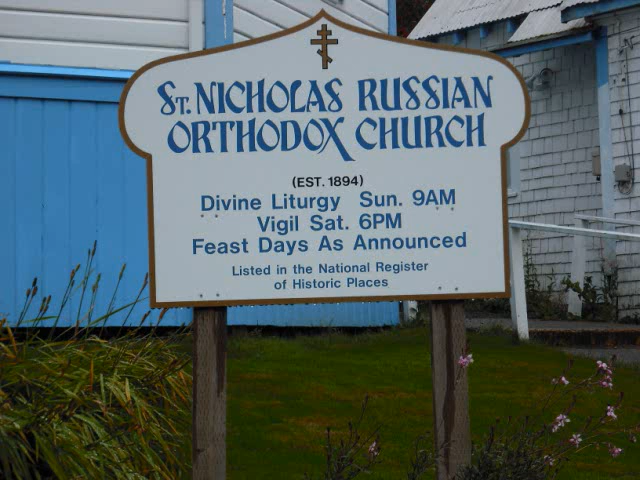 St. NICHOLAS RUSSIAN
ORTHODOX CHURCH
(EST. 1894)
Divine Liturgy Sun. 9AM
Vigil Sat. 6PM
Feast Days As Announced
Listed in the National Register
of Historic Places